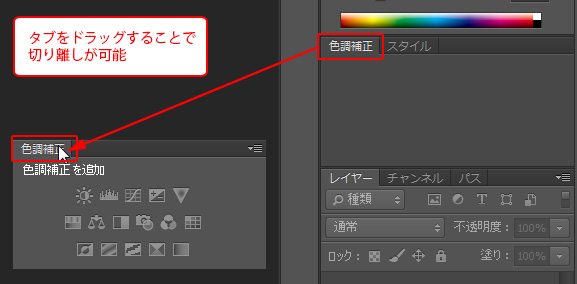 タブをドラッグすることで
切り離しが可能
色調補正 スタイル
色調補正
色調補正を追加
レイヤー チャンネル パス
種類
通常 不透明度： 100%
ロック： 塗り： 100%